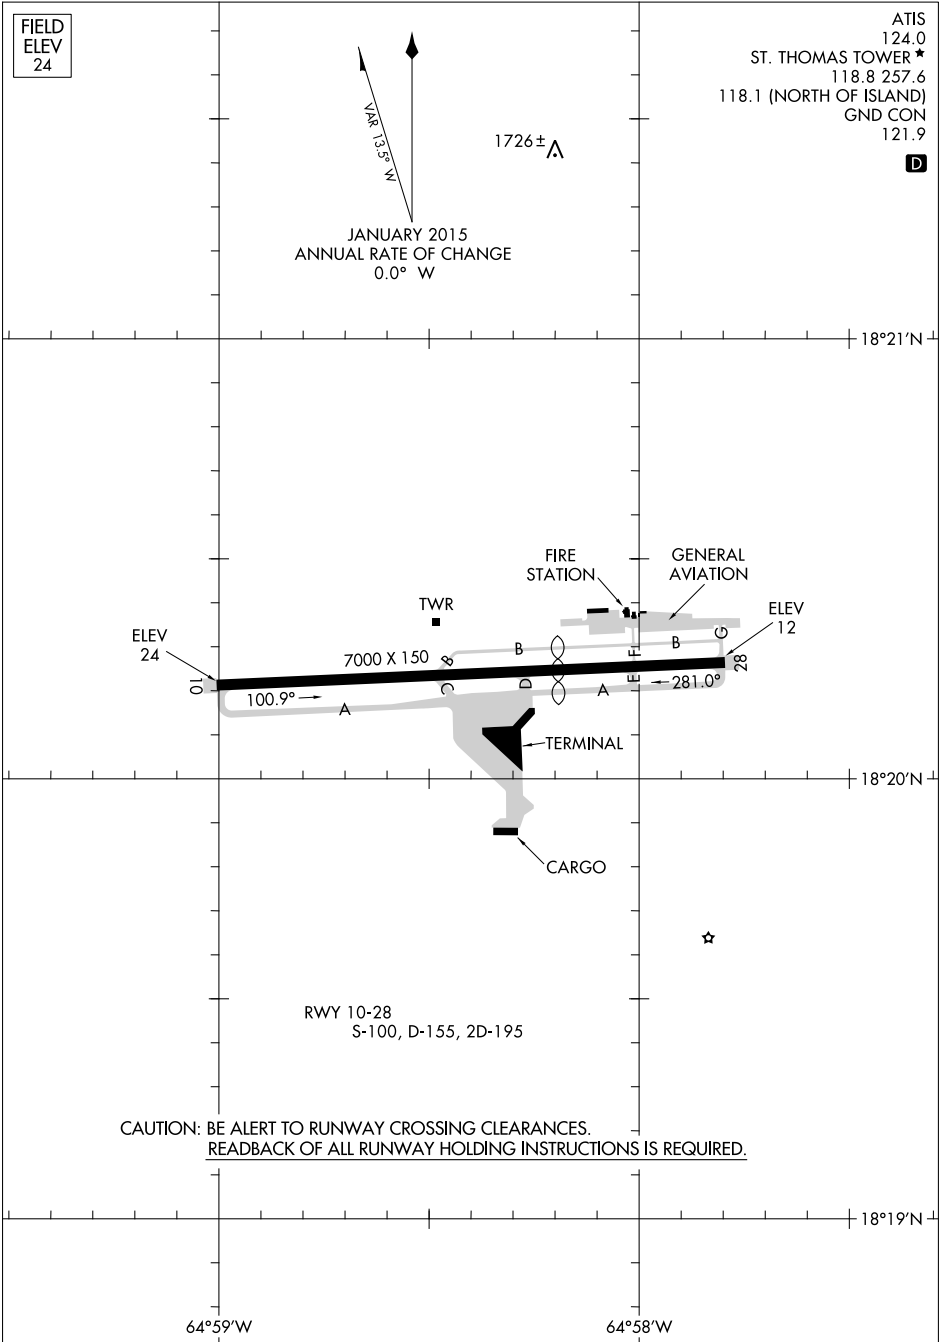 FIELD
ELEV
24
ATIS
124.0
ST. THOMAS TOWER ★
118.8 257.6
118.1 (NORTH OF ISLAND)
GND CON
121.9
D
VAR 13.5° W
1726 ±
JANUARY 2015
ANNUAL RATE OF CHANGE
0.0° W
18°21'N
FIRE
STATION
GENERAL
AVIATION
TWR
ELEV
12
ELEV
24
7000 X 150
B
B
B
F
G
10
28
100.9°
A
C
D
A
E
281.0°
TERMINAL
18°20'N
CARGO
RWY 10-28
S-100, D-155, 2D-195
CAUTION: BE ALERT TO RUNWAY CROSSING CLEARANCES.
READBACK OF ALL RUNWAY HOLDING INSTRUCTIONS IS REQUIRED.
18°19'N
64°59'W
64°58'W